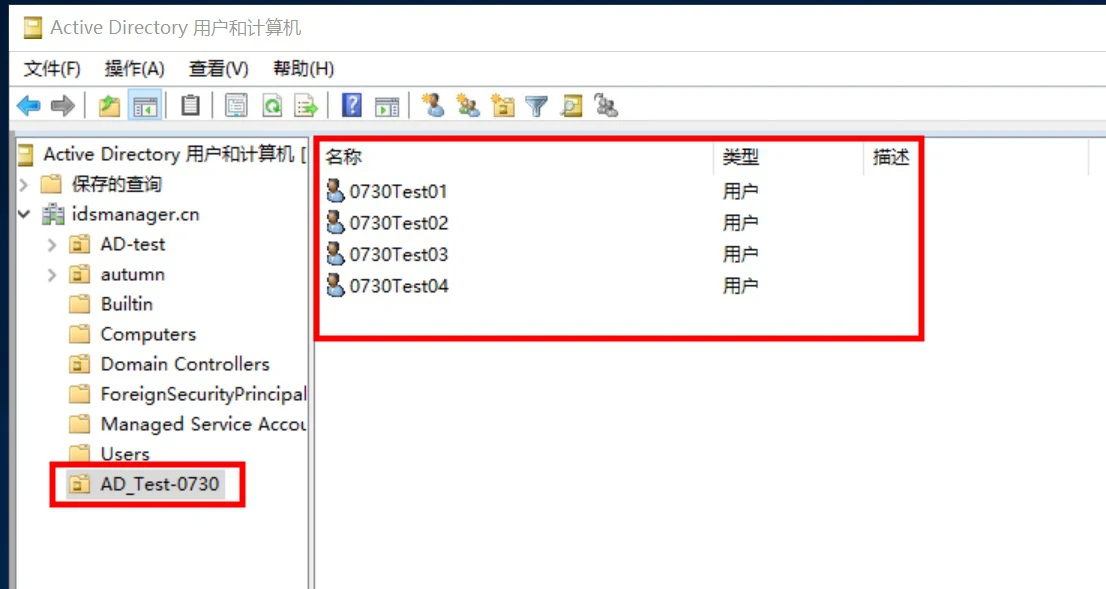 Active Directory 用户和计算机
文件(F) 操作(A) 查看(V) 帮助(H)
Active Directory 用户和计算机 [
保存的查询
idsmanager.cn
AD-test
autumn
Builtin
Computers
Domain Controllers
ForeignSecurityPrincipal
Managed Service Accou
Users
AD_Test-0730
名称 类型 描述
0730Test01 用户
0730Test02 用户
0730Test03 用户
0730Test04 用户